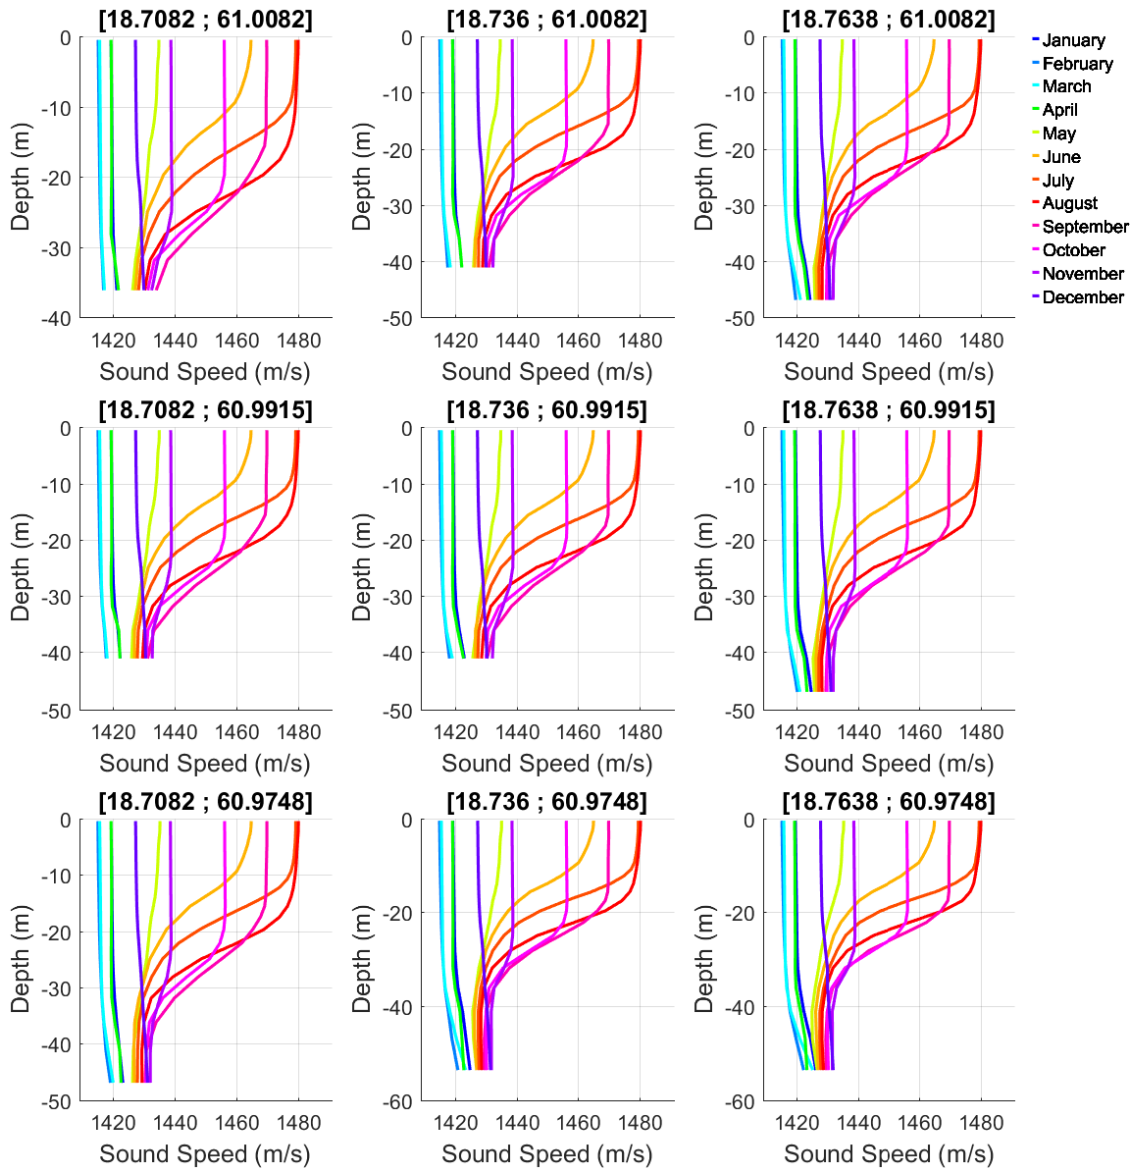 [18.7082 ; 61.0082]
[18.736 ; 61.0082]
[18.7638 ; 61.0082]
0
-10
-20
-30
-40
Depth (m)
1420 1440 1460 1480
Sound Speed (m/s)
0
-10
-20
-30
-40
-50
Depth (m)
1420 1440 1460 1480
Sound Speed (m/s)
0
-10
-20
-30
-40
-50
Depth (m)
1420 1440 1460 1480
Sound Speed (m/s)
January
February
March
April
May
June
July
August
September
October
November
December
[18.7082 ; 60.9915]
[18.736 ; 60.9915]
[18.7638 ; 60.9915]
0
-10
-20
-30
-40
-50
Depth (m)
1420 1440 1460 1480
Sound Speed (m/s)
0
-10
-20
-30
-40
-50
Depth (m)
1420 1440 1460 1480
Sound Speed (m/s)
0
-10
-20
-30
-40
-50
Depth (m)
1420 1440 1460 1480
Sound Speed (m/s)
[18.7082 ; 60.9748]
[18.736 ; 60.9748]
[18.7638 ; 60.9748]
0
-10
-20
-30
-40
-50
Depth (m)
1420 1440 1460 1480
Sound Speed (m/s)
0
-20
-40
-60
Depth (m)
1420 1440 1460 1480
Sound Speed (m/s)
0
-20
-40
-60
Depth (m)
1420 1440 1460 1480
Sound Speed (m/s)